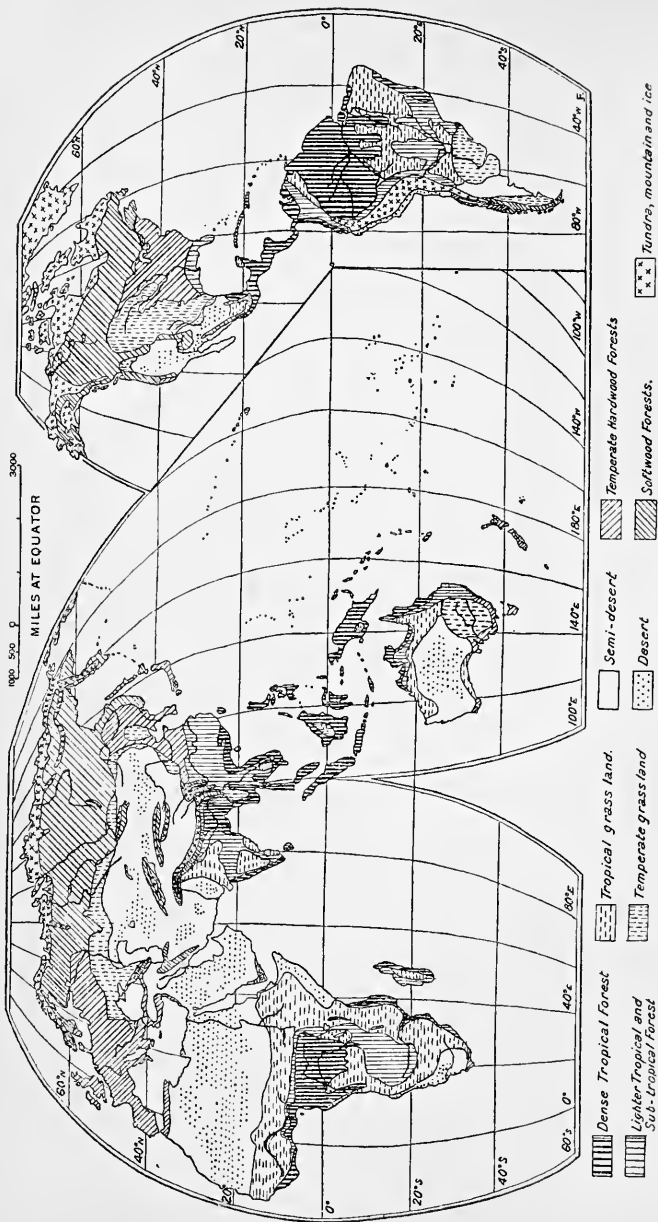 MILES AT EQUATOR
1000 500 0 3000
60°N
40°N
20°
0°
20°S
40°S
60°S
0°
40°E
80°E
100°E
140°E
180°E
140°W
100°W
80°W
40°W
60°
40°N
20°N
0°
20°S
40°S
Dense Tropical Forest
Lighter Tropical and
Sub-tropical Forest
Tropical grass land.
Temperate grass land
Semi-desert
Desert
Temperate Hardwood Forests
Softwood Forests.
Tundra, mountain and ice